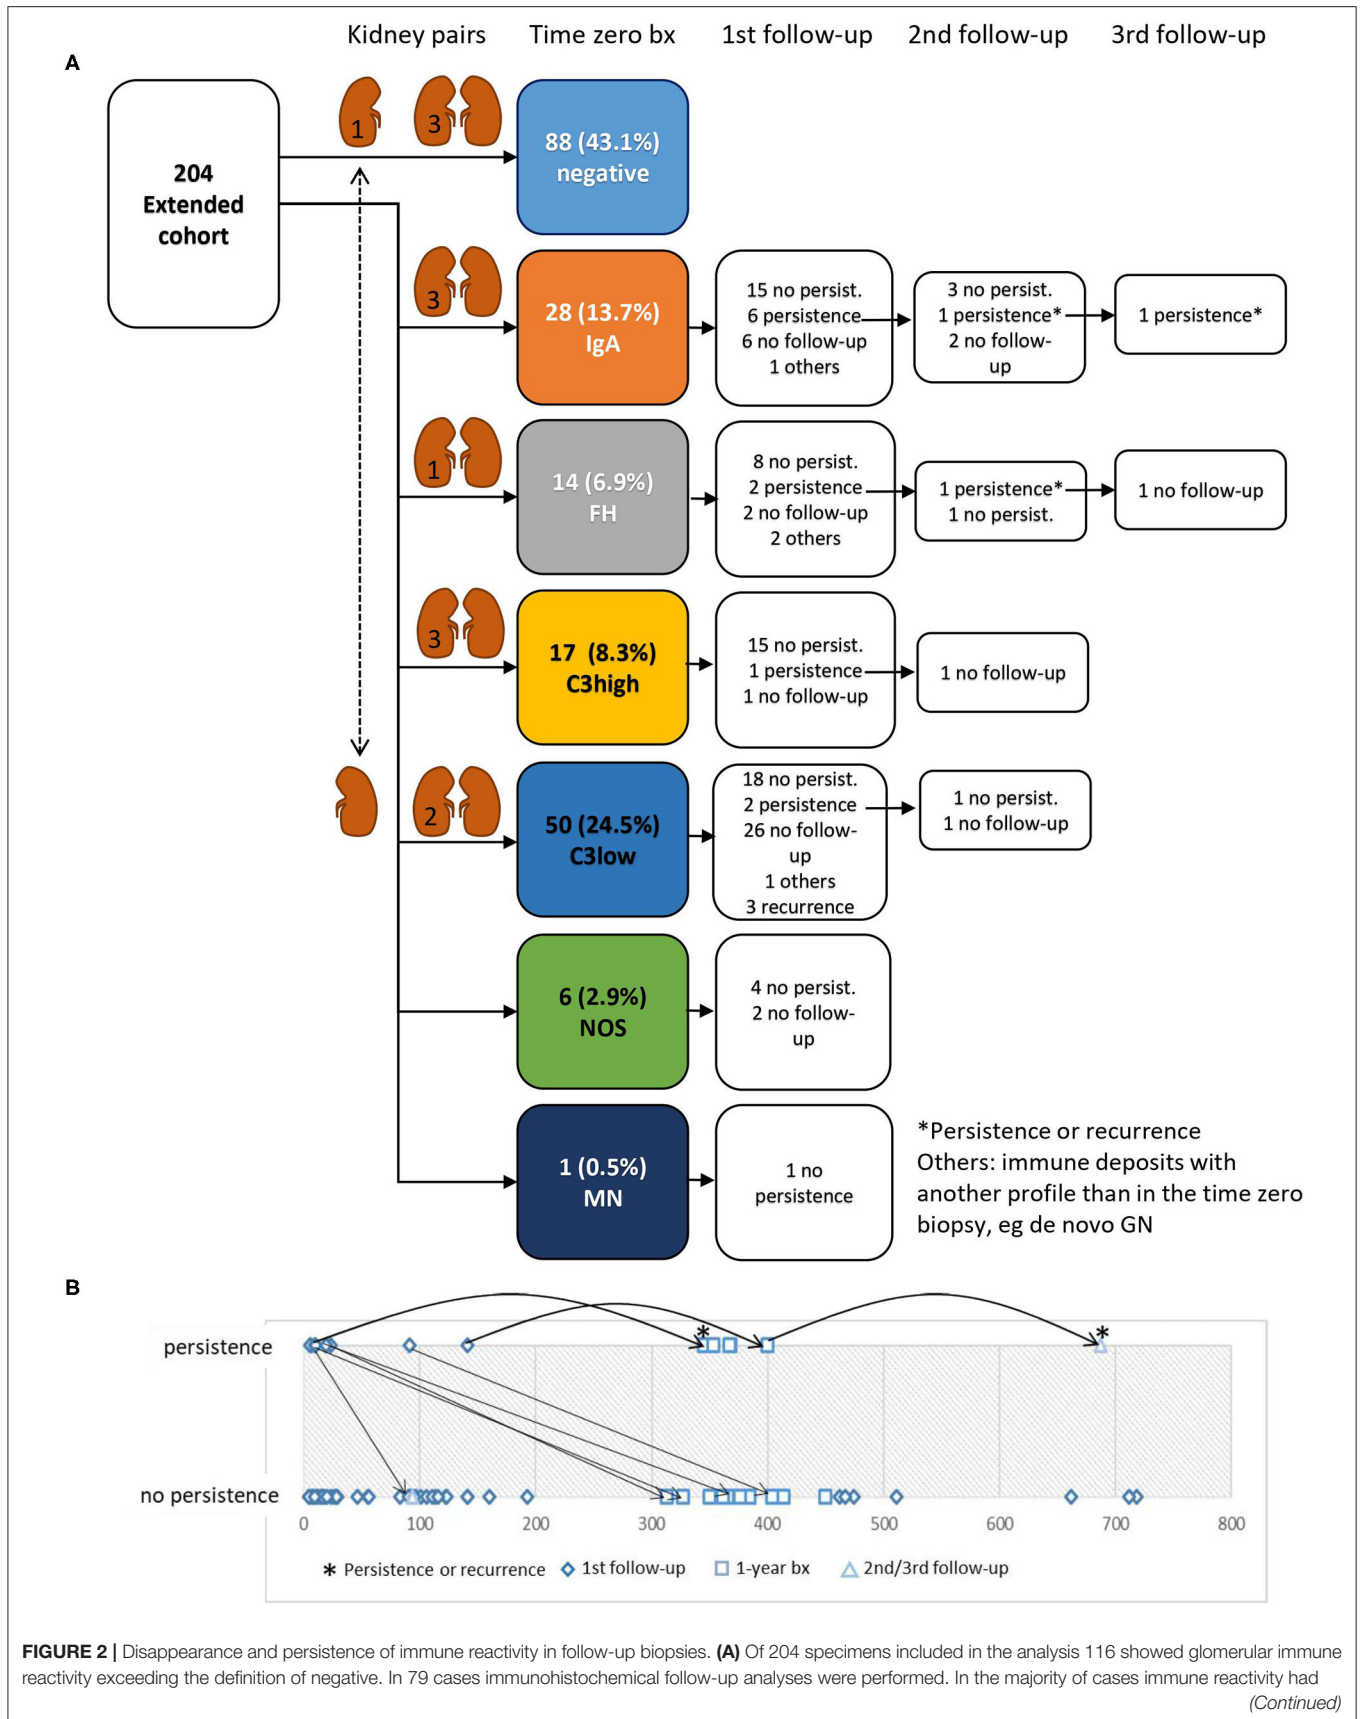 Kidney pairs Time zero bx 1st follow-up 2nd follow-up 3rd follow-up
A
204
Extended
cohort
1
3
88 (43.1%)
negative
3
28 (13.7%)
IgA
15 no persist.
6 persistence
6 no follow-up
1 others
3 no persist.
1 persistence*
2 no follow-
up
1 persistence*
1
14 (6.9%)
FH
8 no persist.
2 persistence
2 no follow-up
2 others
1 persistence*
1 no persist.
1 no follow-up
3
17 (8.3%)
C3high
15 no persist.
1 persistence
1 no follow-up
1 no follow-up
2
50 (24.5%)
C3low
18 no persist.
2 persistence
26 no follow-
up
1 others
3 recurrence
1 no persist.
1 no follow-up
6 (2.9%)
NOS
4 no persist.
2 no follow-
up
1 (0.5%)
MN
1 no
persistence
*Persistence or recurrence
Others: immune deposits with
another profile than in the time zero
biopsy, eg de novo GN
B
persistence
* *
no persistence
0 100 200 300 400 500 600 700 800
* Persistence or recurrence 1st follow-up 1-year bx 2nd/3rd follow-up
FIGURE 2 | Disappearance and persistence of immune reactivity in follow-up biopsies. (A) Of 204 specimens included in the analysis 116 showed glomerular immune
reactivity exceeding the definition of negative. In 79 cases immunohistochemical follow-up analyses were performed. In the majority of cases immune reactivity had
(Continued)